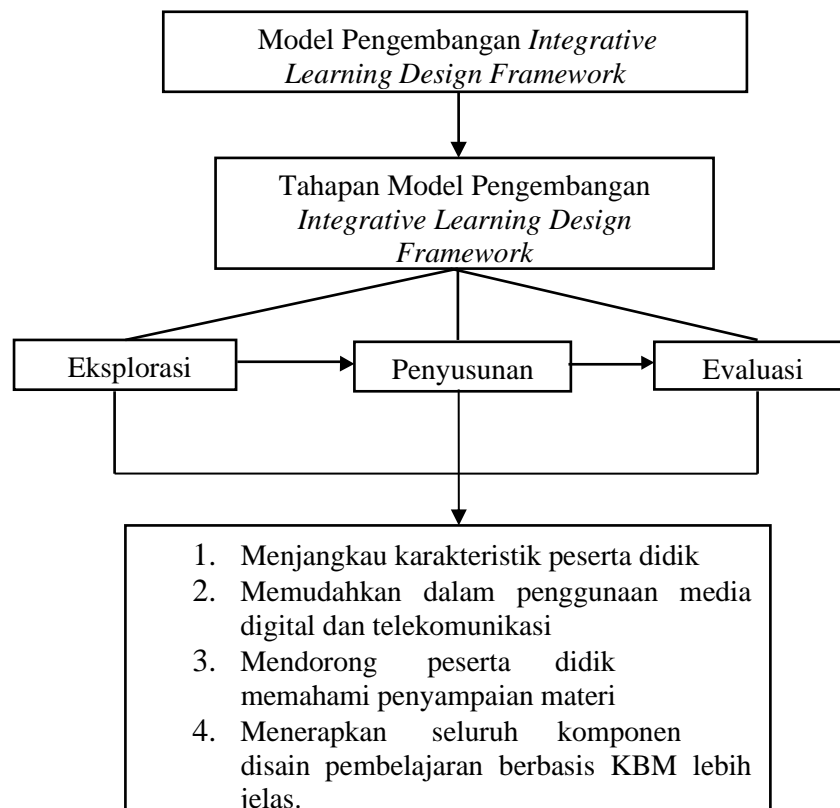 Model Pengembangan Integrative
Learning Design Framework
Tahapan Model Pengembangan
Integrative Learning Design
Framework
Eksplorasi
Penyusunan
Evaluasi
1. Menjangkau karakteristik peserta didik
2. Memudahkan dalam penggunaan media
digital dan telekomunikasi
3. Mendorong peserta didik
memahami penyampaian materi
4. Menerapkan seluruh komponen
disain pembelajaran berbasis KBM lebih
jelas.